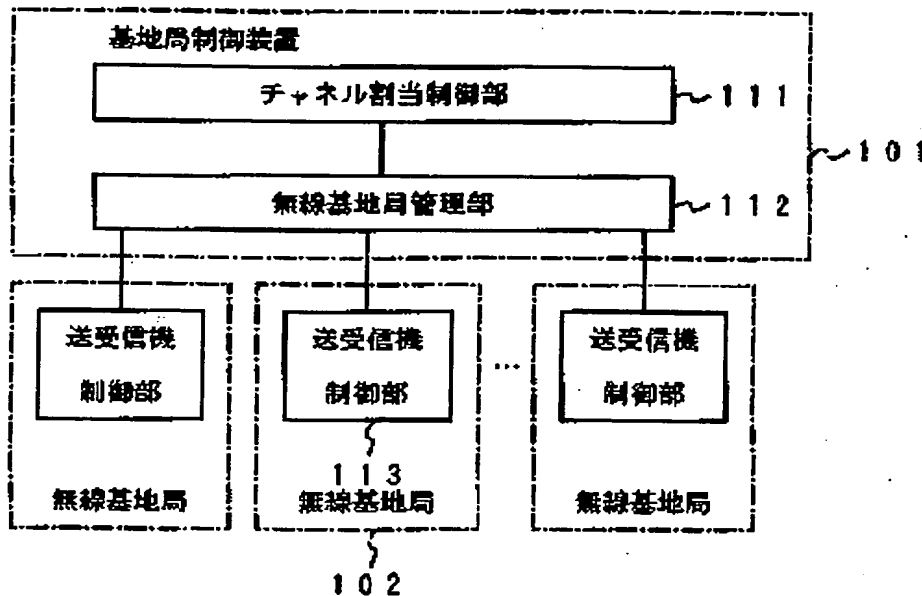 基地局制御装置
チャネル割当制御部
111
101
無線基地局管理部
112
送受信機
制御部
送受信機
制御部
...
送受信機
制御部
113
無線基地局
無線基地局
無線基地局
102